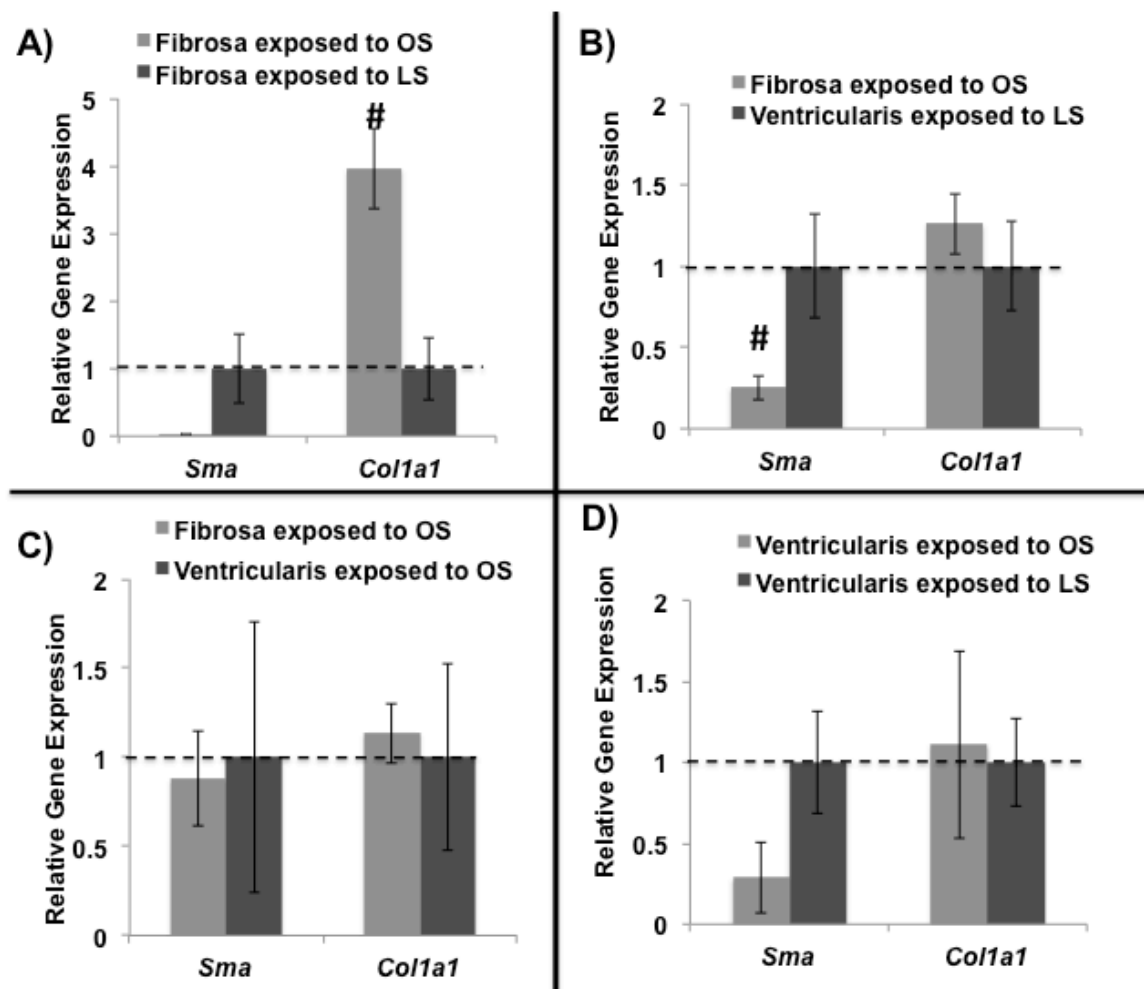 A)
Fibrosa exposed to OS
Fibrosa exposed to LS
Relative Gene Expression
5
4
3
2
1
0
#
Sma Col1a1
B)
Fibrosa exposed to OS
Ventricularis exposed to LS
Relative Gene Expression
2
1.5
1
0.5
0
#
Sma Col1a1
C)
Fibrosa exposed to OS
Ventricularis exposed to OS
Relative Gene Expression
2
1.5
1
0.5
0
Sma Col1a1
D)
Ventricularis exposed to OS
Ventricularis exposed to LS
Relative Gene Expression
2
1.5
1
0.5
0
Sma Col1a1